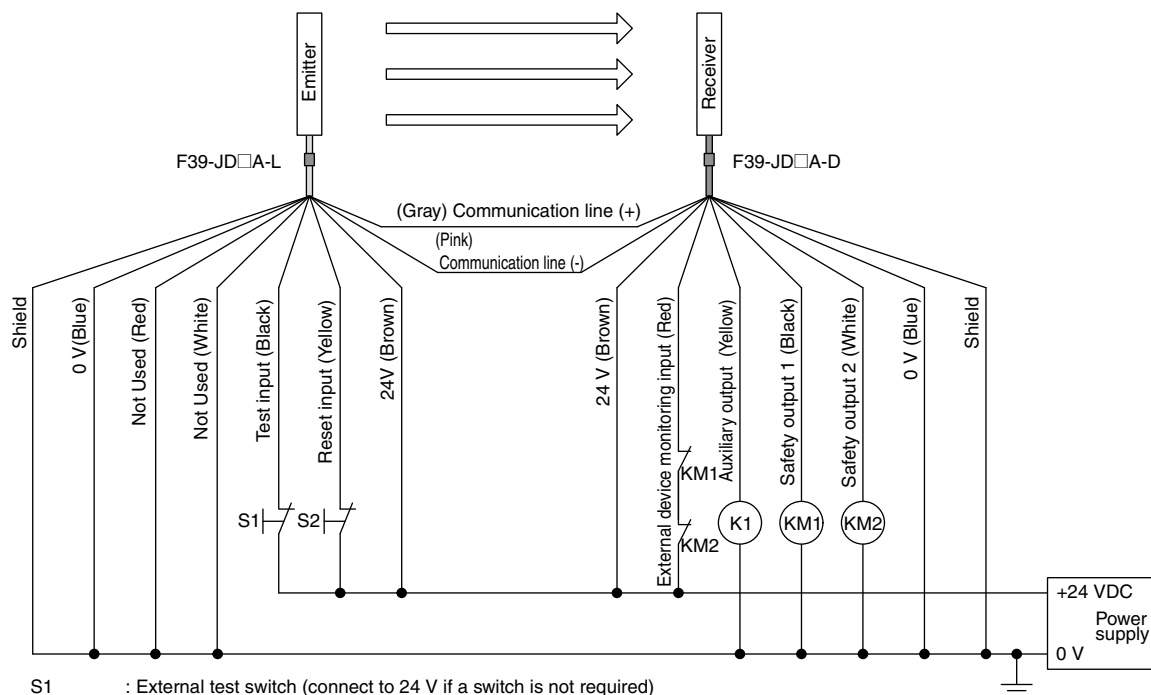 Emitter
Receiver
F39-JD□A-L
F39-JD□A-D
(Gray) Communication line (+)
(Pink)
Communication line (-)
Shield
0 V(Blue)
Not Used (Red)
Not Used (White)
Test input (Black)
Reset input (Yellow)
24V (Brown)
24 V (Brown)
External device monitoring input (Red)
Auxiliary output (Yellow)
Safety output 1 (Black)
Safety output 2 (White)
0 V (Blue)
Shield
KM1
S1
S2
KM2
K1
KM1
KM2
+24 VDC
Power
supply
0 V
S1 : External test switch (connect to 24 V if a switch is not required)